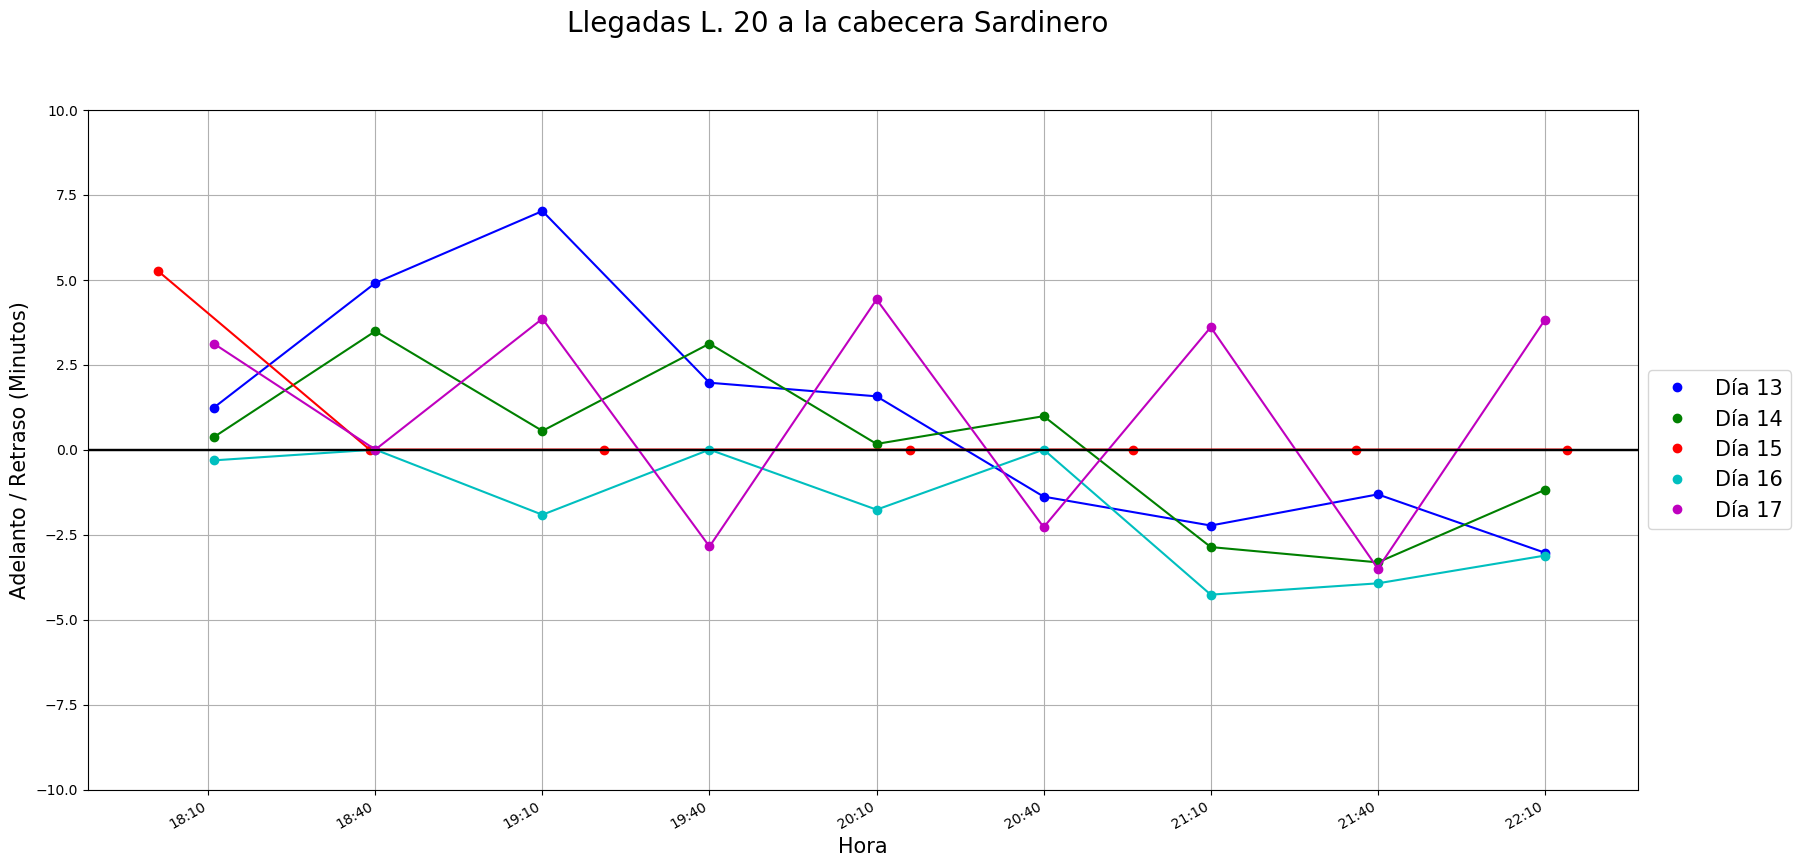 Llegadas L. 20 a la cabecera Sardinero
Adelanto / Retraso (Minutos)
10.0
7.5
5.0
2.5
0.0
−2.5
−5.0
−7.5
−10.0
18:10
18:40
19:10
19:40
20:10
20:40
21:10
21:40
22:10
Hora
Día 13
Día 14
Día 15
Día 16
Día 17